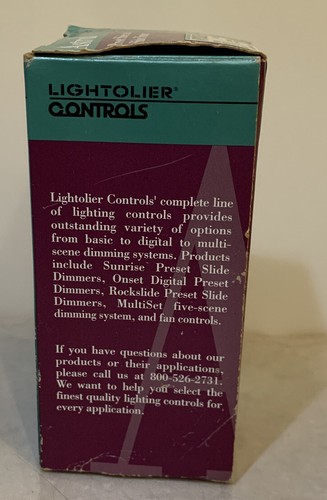 LIGHTOLIER®
CONTROLS
Lightolier Controls' complete line
of lighting controls provides
outstanding variety of options
from basic to digital to multi-
scene dimming systems. Products
include Sunrise Preset Slide
Dimmers, Onset Digital Preset
Dimmers, Rockslide Preset Slide
Dimmers, MultiSet five-scene
dimming system, and fan controls.
If you have questions about our
products or their applications,
please call us at 800-526-2731.
We want to help you select the
finest quality lighting controls for
every application.